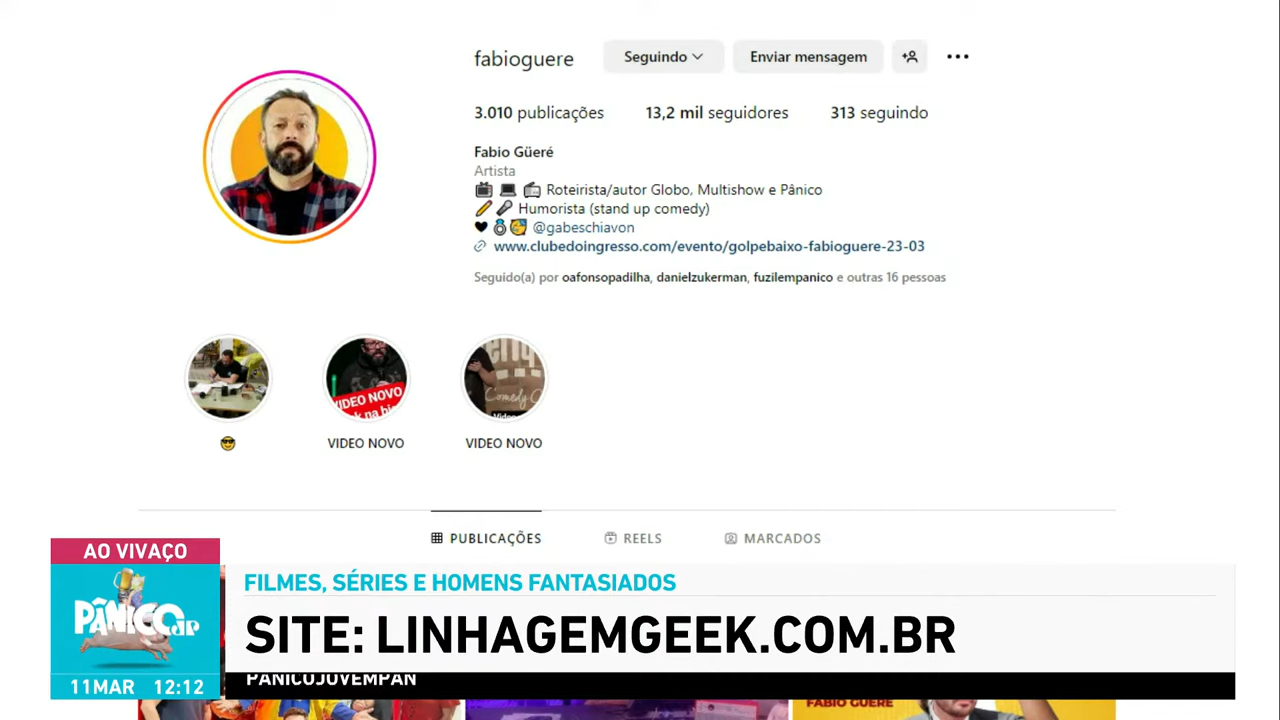 fabioguere Seguindo Enviar mensagem
3.010 publicações 13,2 mil seguidores 313 seguindo
Fabio Güeré
Artista
Roteirista/autor Globo, Multishow e Pânico
Humorista (stand up comedy)
@gabeschiavon
www.clubedoingresso.com/evento/golpebaixo-fabioguere-23-03
Seguido(a) por oafonsopadilha, danielzukerman, fuzilempanico e outras 16 pessoas
VIDEO NOVO
Comedy
VIDEO NOVO
VIDEO NOVO
PUBLICAÇÕES REELS MARCADOS
AO VIVAÇO
PÂNICO JP
11MAR 12:12
FILMES, SÉRIES E HOMENS FANTASIADOS
SITE: LINHAGEMGEEK.COM.BR
PANICOJOVEMPAN
FABIO GUERÉ